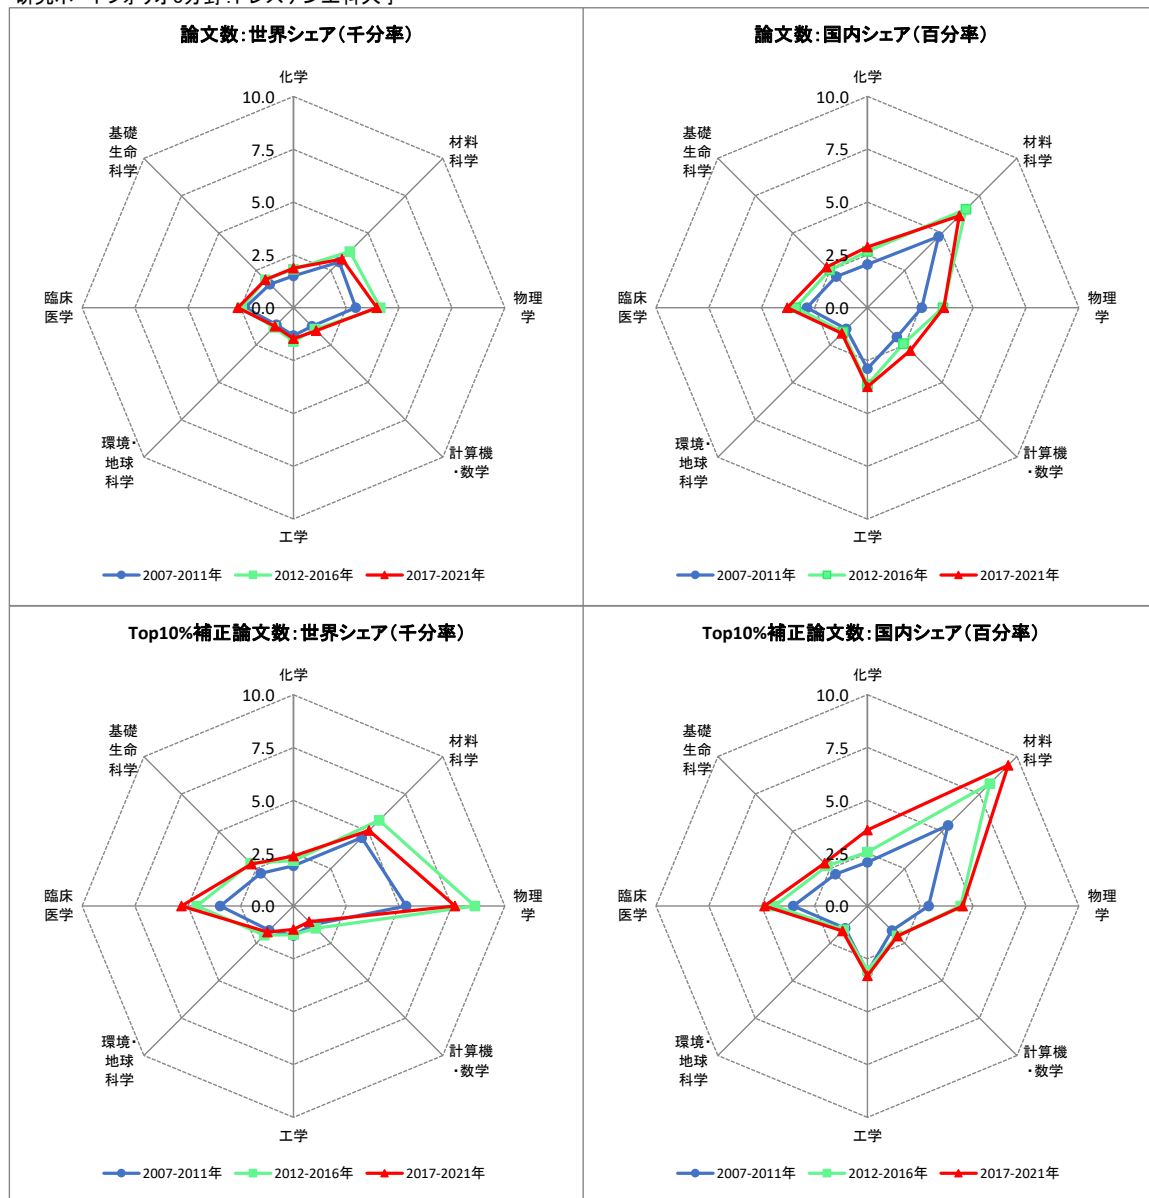 論文数：世界シェア（千分率）
化学
材料
科学
物理
学
計算機
・数学
工学
環境・
地球
科学
臨床
医学
基礎
生命
科学
10.0
7.5
5.0
2.5
0.0
2007-2011年 2012-2016年 2017-2021年
論文数：国内シェア（百分率）
化学
材料
科学
物理
学
計算機
・数学
工学
環境・
地球
科学
臨床
医学
基礎
生命
科学
10.0
7.5
5.0
2.5
0.0
2007-2011年 2012-2016年 2017-2021年
Top10%補正論文数：世界シェア（千分率）
化学
材料
科学
物理
学
計算機
・数学
工学
環境・
地球
科学
臨床
医学
基礎
生命
科学
10.0
7.5
5.0
2.5
0.0
2007-2011年 2012-2016年 2017-2021年
Top10%補正論文数：国内シェア（百分率）
化学
材料
科学
物理
学
計算機
・数学
工学
環境・
地球
科学
臨床
医学
基礎
生命
科学
10.0
7.5
5.0
2.5
0.0
2007-2011年 2012-2016年 2017-2021年